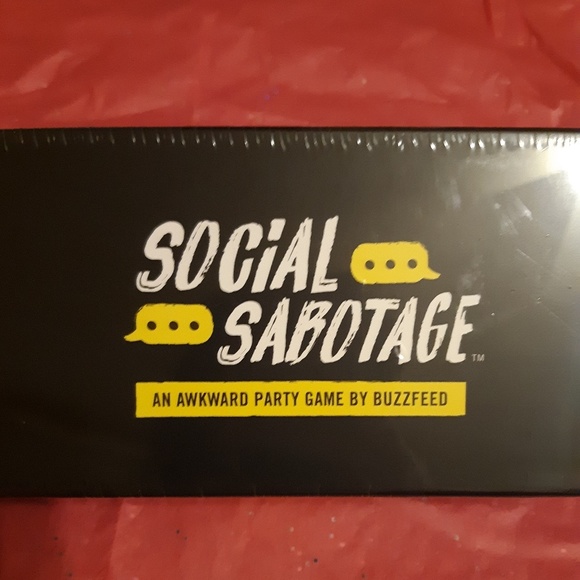 SOCiAL
SABOTAGE™
AN AWKWARD PARTY GAME BY BUZZFEED